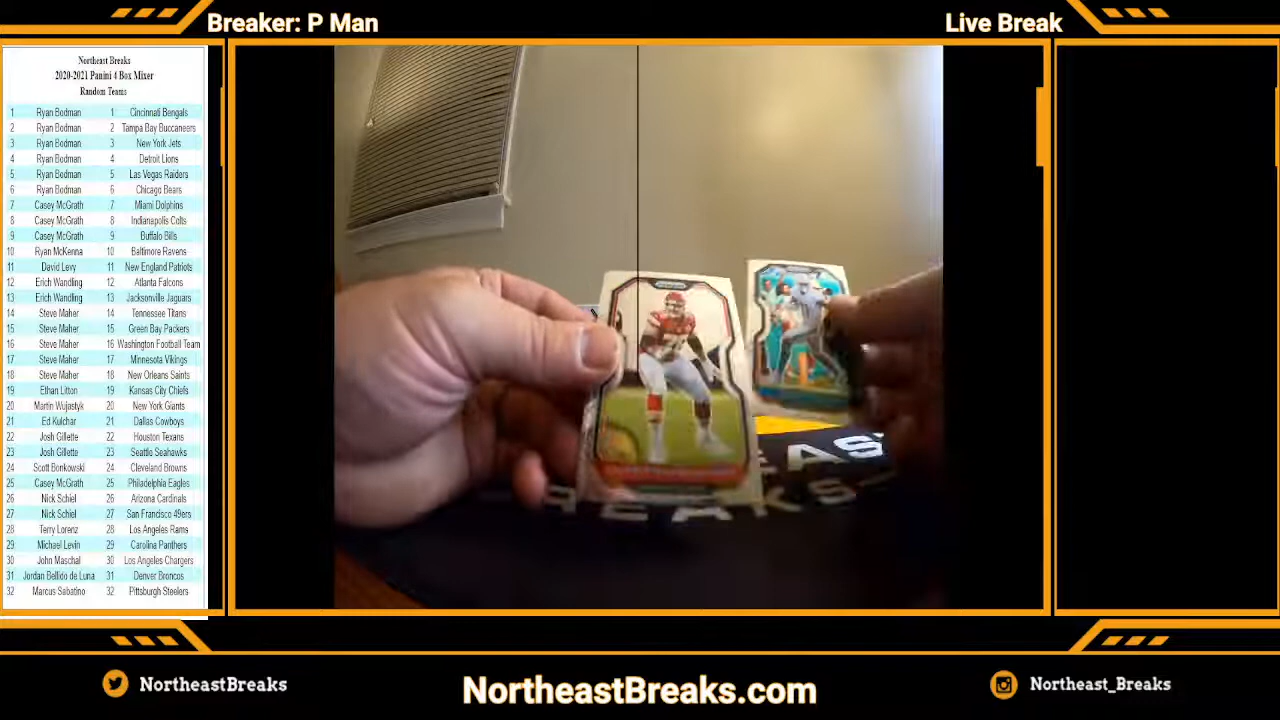 Breaker: P Man
Live Break
Northeast Breaks
2020-2021 Panini 4 Box Mixer
Random Teams
1 Ryan Bodman 1 Cincinnati Bengals
2 Ryan Bodman 2 Tampa Bay Buccaneers
3 Ryan Bodman 3 New York Jets
4 Ryan Bodman 4 Detroit Lions
5 Ryan Bodman 5 Las Vegas Raiders
6 Ryan Bodman 6 Chicago Bears
7 Casey McGrath 7 Miami Dolphins
8 Casey McGrath 8 Indianapolis Colts
9 Casey McGrath 9 Buffalo Bills
10 Ryan McKenna 10 Baltimore Ravens
11 David Levy 11 New England Patriots
12 Erich Wandling 12 Atlanta Falcons
13 Erich Wandling 13 Jacksonville Jaguars
14 Steve Maher 14 Tennessee Titans
15 Steve Maher 15 Green Bay Packers
16 Steve Maher 16 Washington Football Team
17 Steve Maher 17 Minnesota Vikings
18 Steve Maher 18 New Orleans Saints
19 Ethan Litton 19 Kansas City Chiefs
20 Martin Wujastyk 20 New York Giants
21 Ed Kulchar 21 Dallas Cowboys
22 Josh Gillette 22 Houston Texans
23 Josh Gillette 23 Seattle Seahawks
24 Scott Bonkowski 24 Cleveland Browns
25 Casey McGrath 25 Philadelphia Eagles
26 Nick Schiel 26 Arizona Cardinals
27 Nick Schiel 27 San Francisco 49ers
28 Terry Lorenz 28 Los Angeles Rams
29 Michael Levin 29 Carolina Panthers
30 John Maschal 30 Los Angeles Chargers
31 Jordan Bellido de Luna 31 Denver Broncos
32 Marcus Sabatino 32 Pittsburgh Steelers
EAS
REAKS
NortheastBreaks
NortheastBreaks.com
Northeast_Breaks